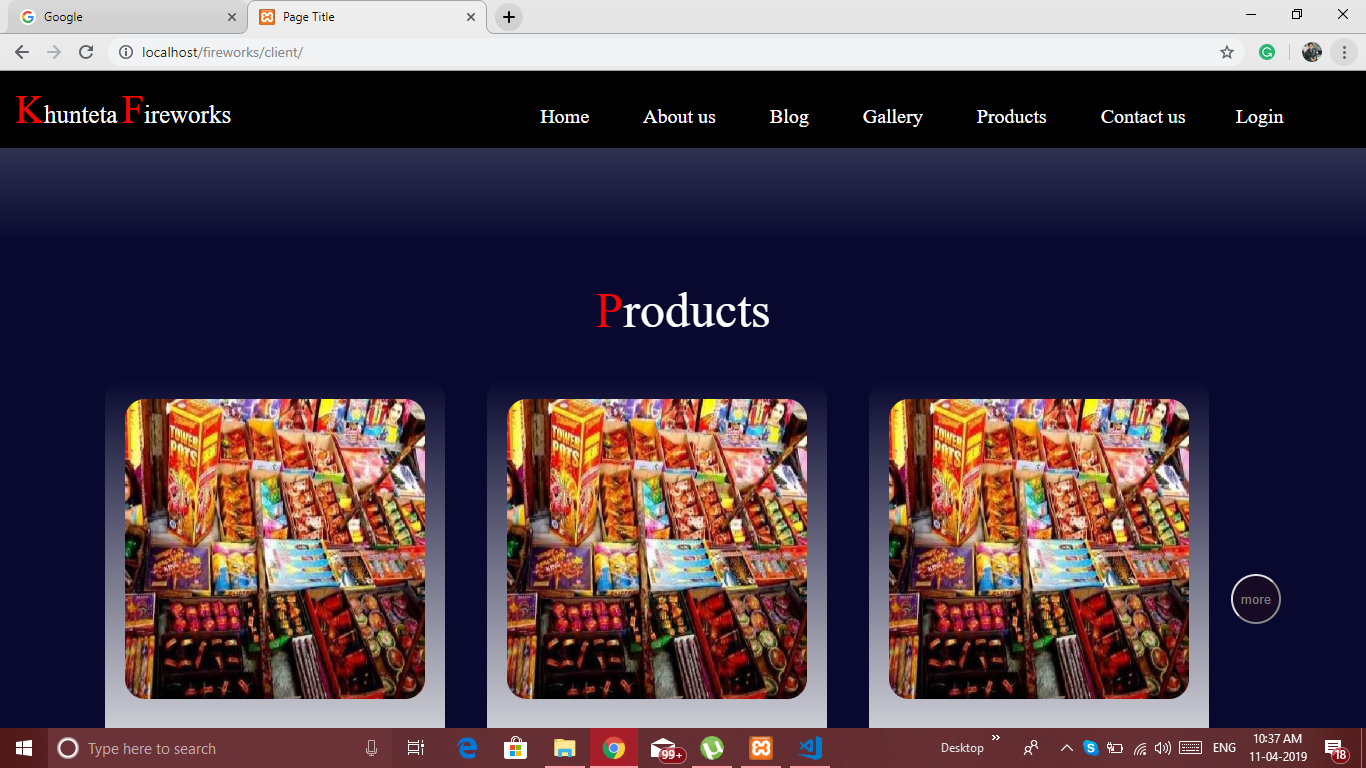 Google
Page Title
localhost/fireworks/client/
Khunteta Fireworks
Home About us Blog Gallery Products Contact us Login
Products
TOWER
POTS
TOWER
POTS
TOWER
POTS
more
Type here to search
99+
Desktop
ENG
10:37 AM
11-04-2019
18